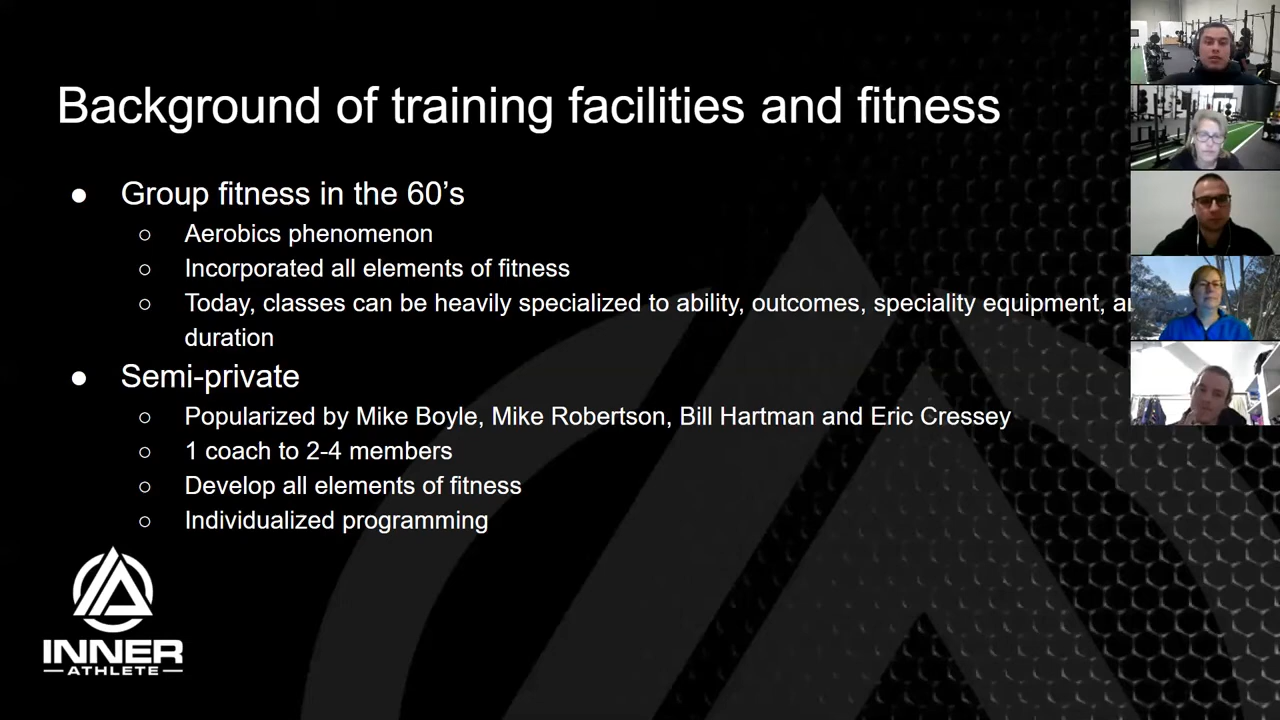 Background of training facilities and fitness
● Group fitness in the 60's
○ Aerobics phenomenon
○ Incorporated all elements of fitness
○ Today, classes can be heavily specialized to ability, outcomes, speciality equipment,
duration
● Semi-private
○ Popularized by Mike Boyle, Mike Robertson, Bill Hartman and Eric Cressey
○ 1 coach to 2-4 members
○ Develop all elements of fitness
○ Individualized programming
INNER
ATHLETE